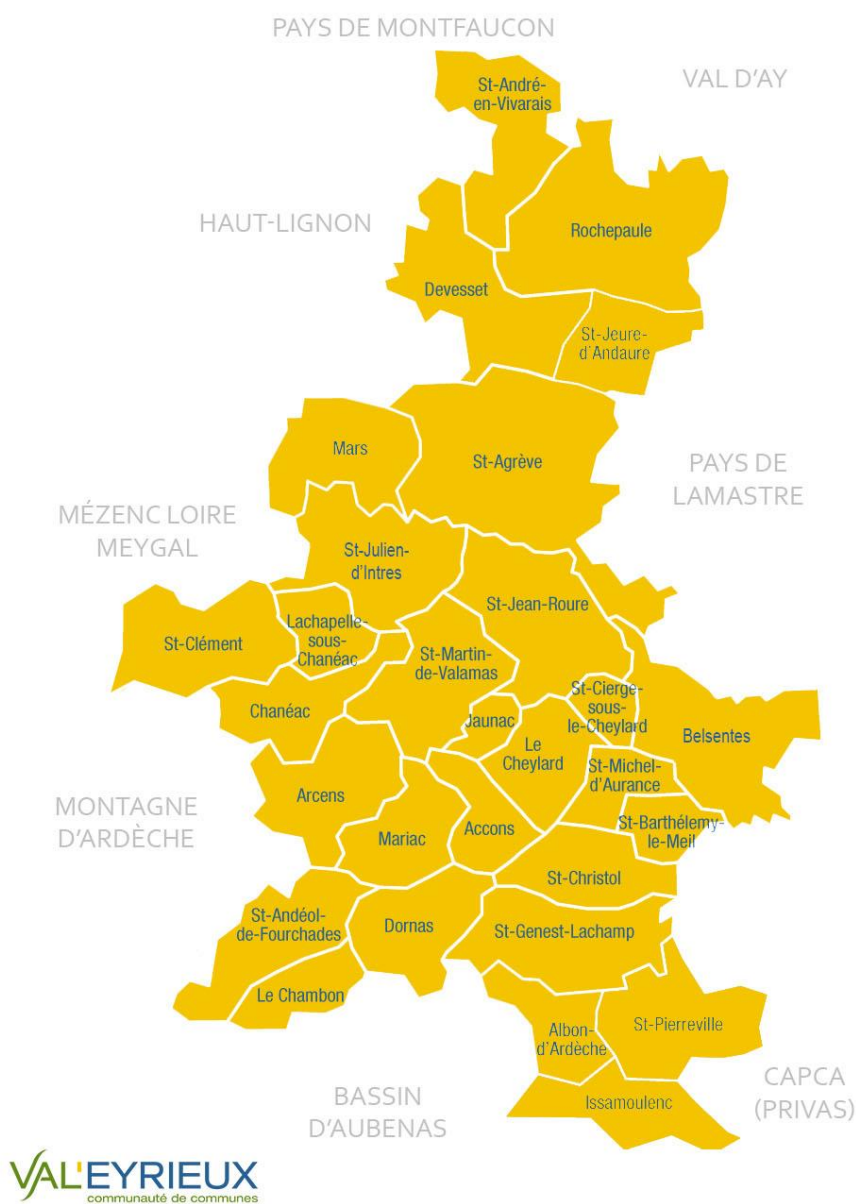 PAYS DE MONTFAUCON
VAL D'AY
St-André-
en-Vivarais
HAUT-LIGNON
Rochepaule
Devesset
St-Jeure-
d'Andaure
Mars
St-Agrève
PAYS DE
LAMASTRE
MÉZENC LOIRE
MEYGAL
St-Julien-
d'Intres
St-Jean-Roure
St-Clément
Lachapelle-
sous-
Chanéac
St-Martin-
de-Valamas
Chanéac
Jaunac
St-Cierge-
sous-
le-Cheylard
Le
Cheylard
Belsentes
St-Michel-
d'Aurance
Arcens
MONTAGNE
D'ARDÈCHE
Mariac
Accons
St-Barthélemy-
le-Meil
St-Christol
St-Andéol-
de-Fourchades
Dornas
St-Genest-Lachamp
Le Chambon
Albon-
d'Ardèche
St-Pierreville
Issamoulenc
BASSIN
D'AUBENAS
CAPCA
(PRIVAS)
VAL'EYRIEUX
communauté de communes